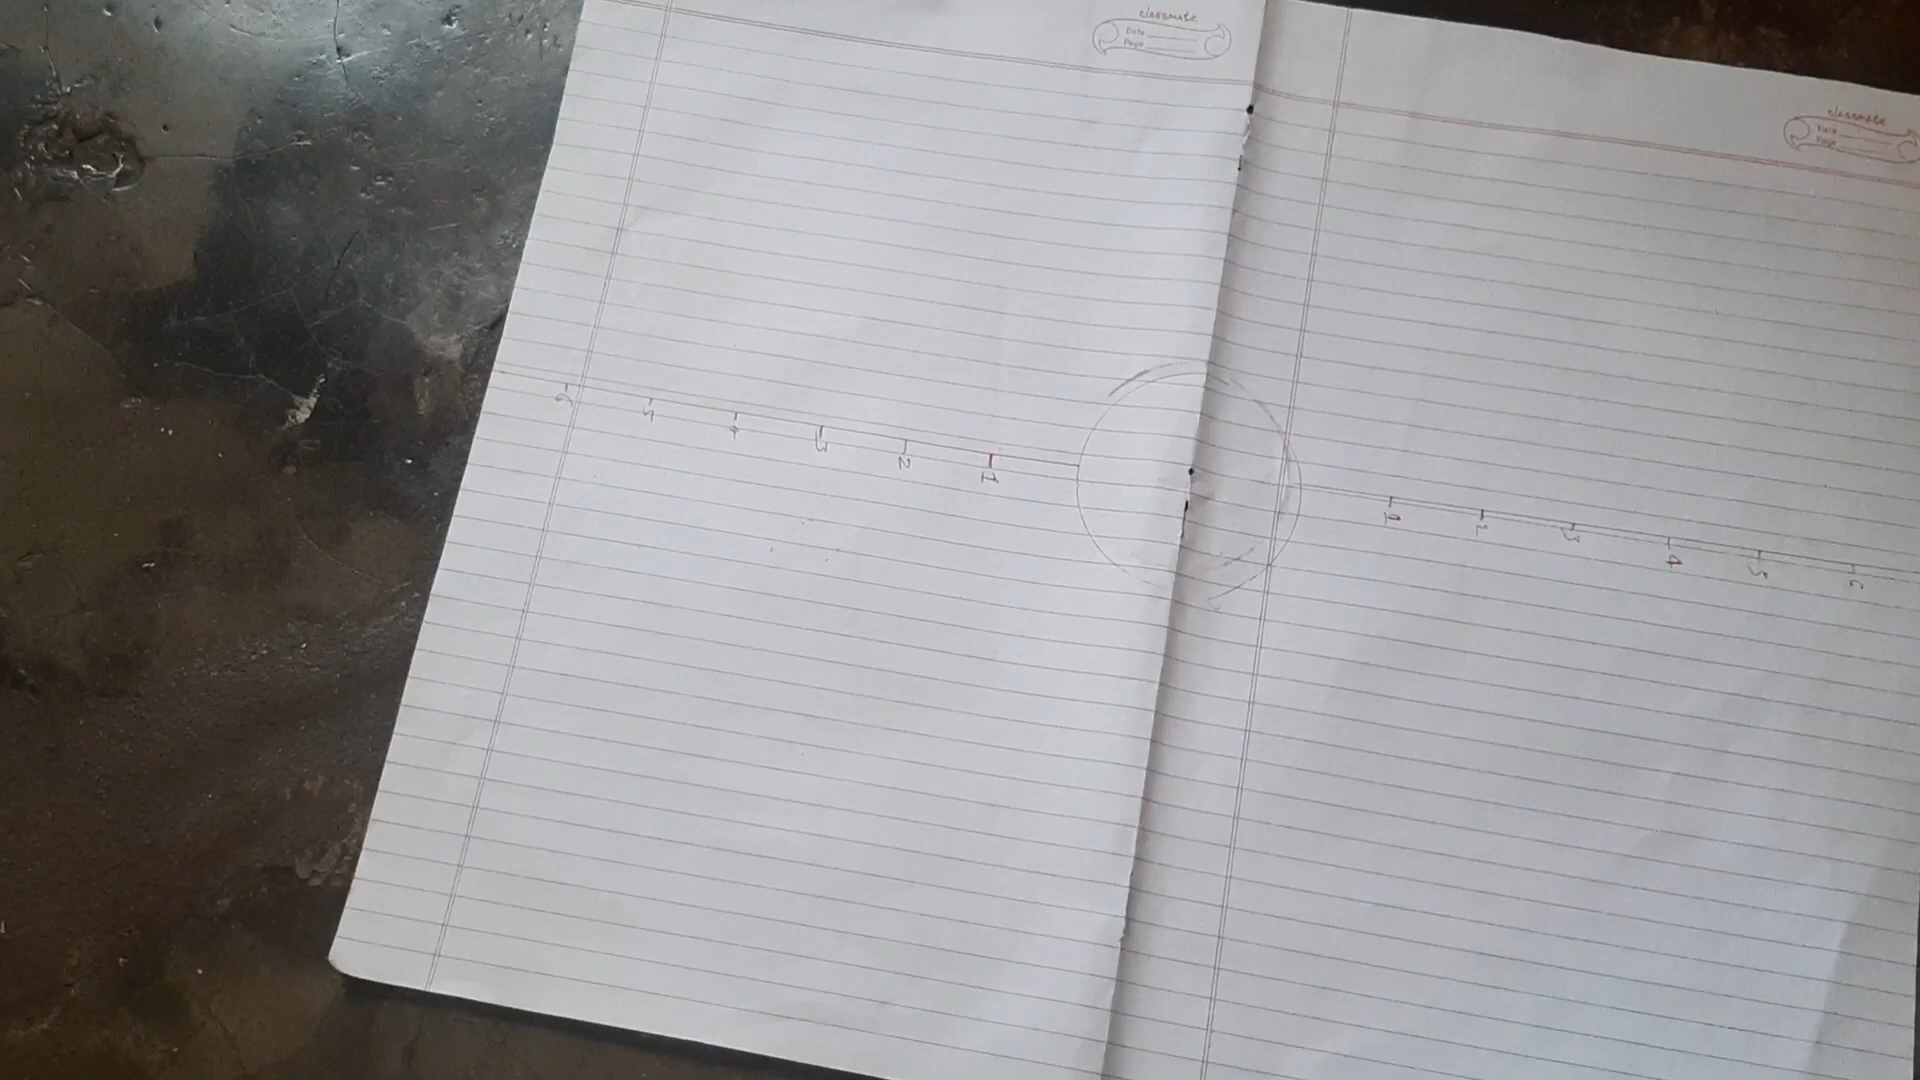 classmate
Date
Page
classmate
Date
Page
6 5 4 3 2 1
1 2 3 4 5 6